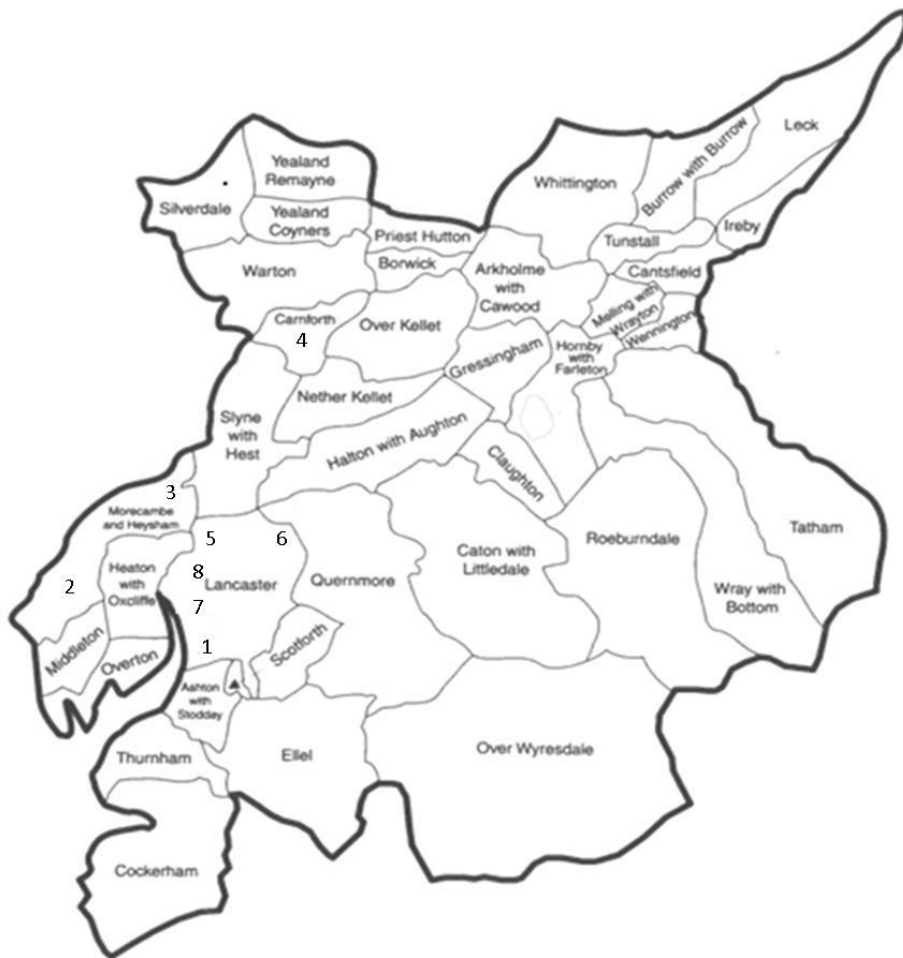 Leck
Burrow with Burrow
Whittington
Ireby
Yealand
Remayne
Silverdale
Yealand
Coyners
Priest Hutton
Tunstall
Warton
Borwick
Arkholme
with
Cawood
Cantsfield
Melling with
Wrayton
Wennington
Carnforth
4
Over Kellet
Hornby
with
Farleton
Gressingham
Nether Kellet
Slyne
with
Hest
Halton with Aughton
Claughton
3
Morecambe
and Heysham
Tatham
5
6
Roeburndale
Caton with
Littledale
Heaton
with
Oxcliffe
2
8
Lancaster
Quernmore
Wray with
Bottom
7
1
Scotforth
Middleton
Overton
Ashton
with
Stodday
Thurnham
Ellel
Over Wyresdale
Cockerham